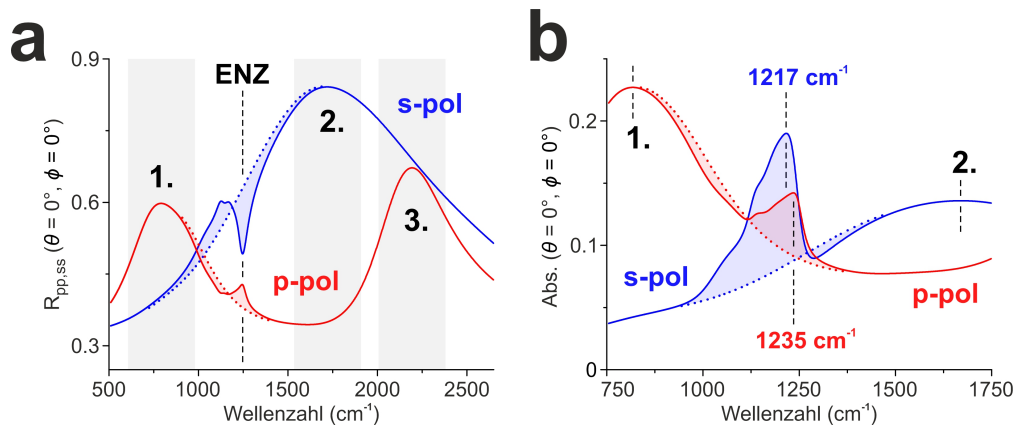 a
0.9
0.6
0.3
R_pp,ss (θ = 0°, ϕ = 0°)
ENZ
1.
2.
3.
s-pol
p-pol
500
1000
1500
2000
2500
Wellenzahl (cm⁻¹)
b
0.2
0.1
0
Abs. (θ = 0°, ϕ = 0°)
1217 cm⁻¹
1.
2.
s-pol
p-pol
1235 cm⁻¹
750
1000
1250
1500
1750
Wellenzahl (cm⁻¹)